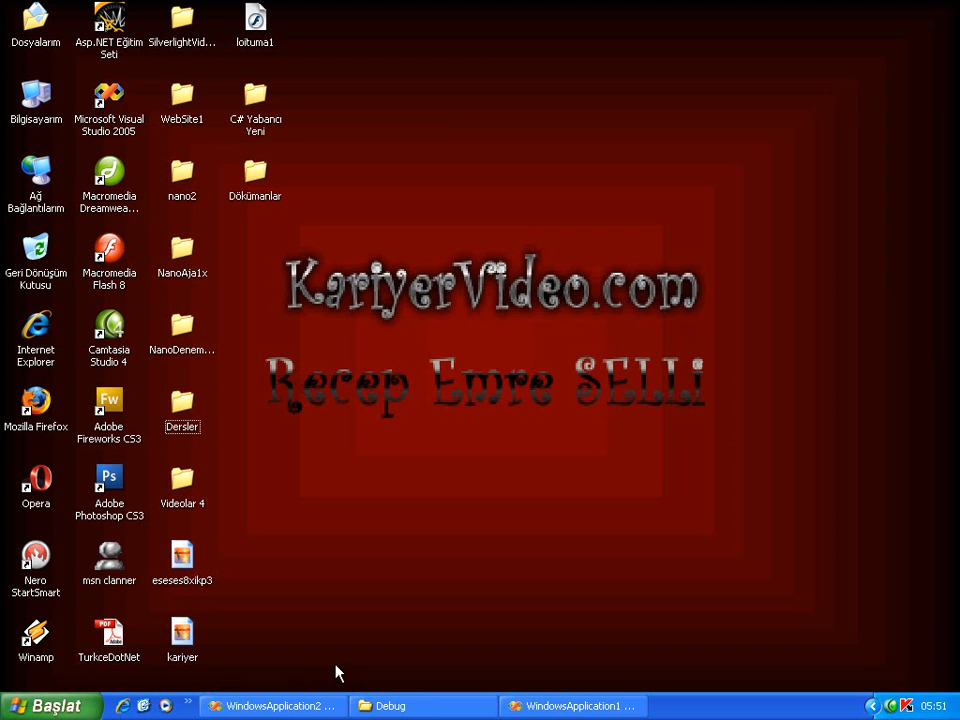 Dosyalarım
Asp.NET Eğitim
Seti
SilverlightVid...
loituma1
Bilgisayarım
Microsoft Visual
Studio 2005
WebSite1
C# Yabancı
Yeni
Ağ
Bağlantılarım
Macromedia
Dreamwea...
nano2
Dökümanlar
Geri Dönüşüm
Kutusu
Macromedia
Flash 8
NanoAja1x
KariyerVideo.com
Internet
Explorer
Camtasia
Studio 4
NanoDenem...
Recep Emre SELLi
Mozilla Firefox
Fw
Adobe
Fireworks CS3
Dersler
Opera
Ps
Adobe
Photoshop CS3
Videolar 4
Nero
StartSmart
msn clanner
eseses8xikp3
Winamp
PDF
TurkceDotNet
kariyer
Başlat
WindowsApplication2 ...
Debug
WindowsApplication1 ...
05:51